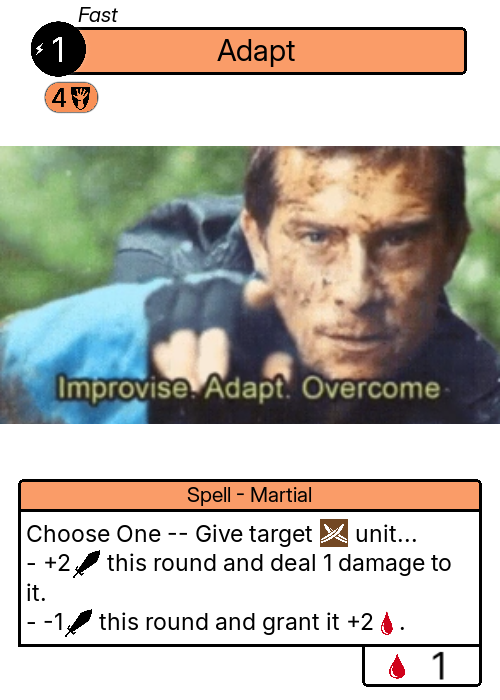 Fast
1
Adapt
4
Improvise. Adapt. Overcome
Spell - Martial
Choose One -- Give target unit...
- +2 this round and deal 1 damage to
it.
- -1 this round and grant it +2 .
1